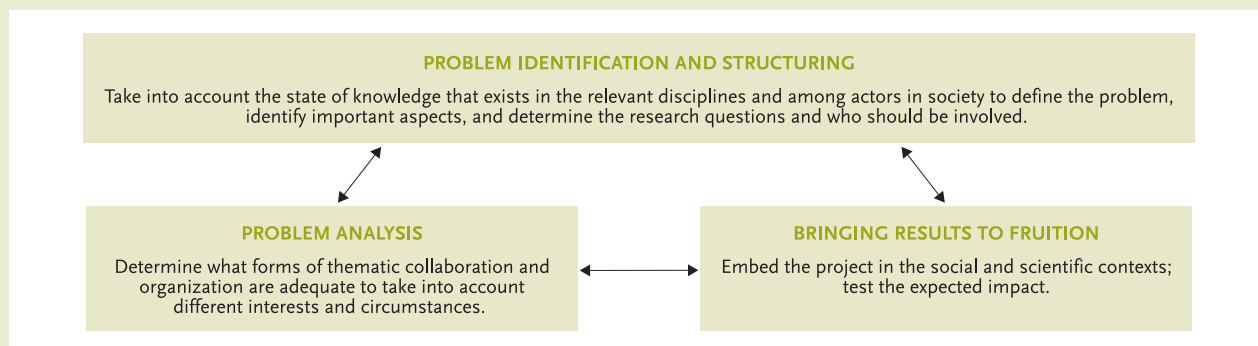 PROBLEM IDENTIFICATION AND STRUCTURING
Take into account the state of knowledge that exists in the relevant disciplines and among actors in society to define the problem,
identify important aspects, and determine the research questions and who should be involved.
PROBLEM ANALYSIS
Determine what forms of thematic collaboration and
organization are adequate to take into account
different interests and circumstances.
BRINGING RESULTS TO FRUITION
Embed the project in the social and scientific contexts;
test the expected impact.